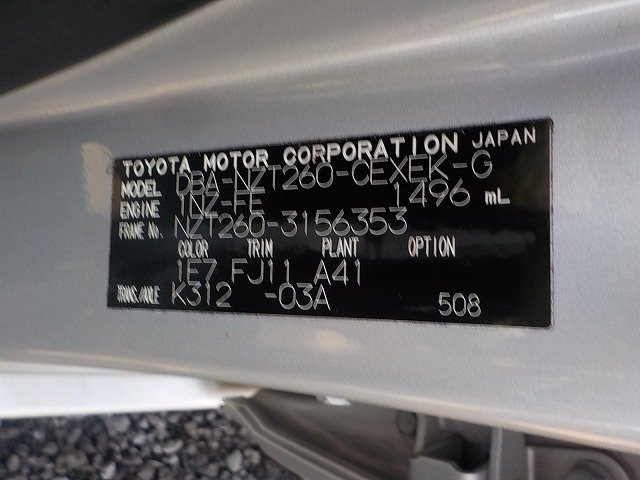 TOYOTA MOTOR CORPORATION JAPAN
MODEL DBA-NZT260-CEXEK-G
ENGINE 1NZ-FE 1496 mL
FRAME No. NZT260-3156353
COLOR TRIM PLANT OPTION
1E7 FJ11 A41
TRANS./AXLE K312 -03A 508